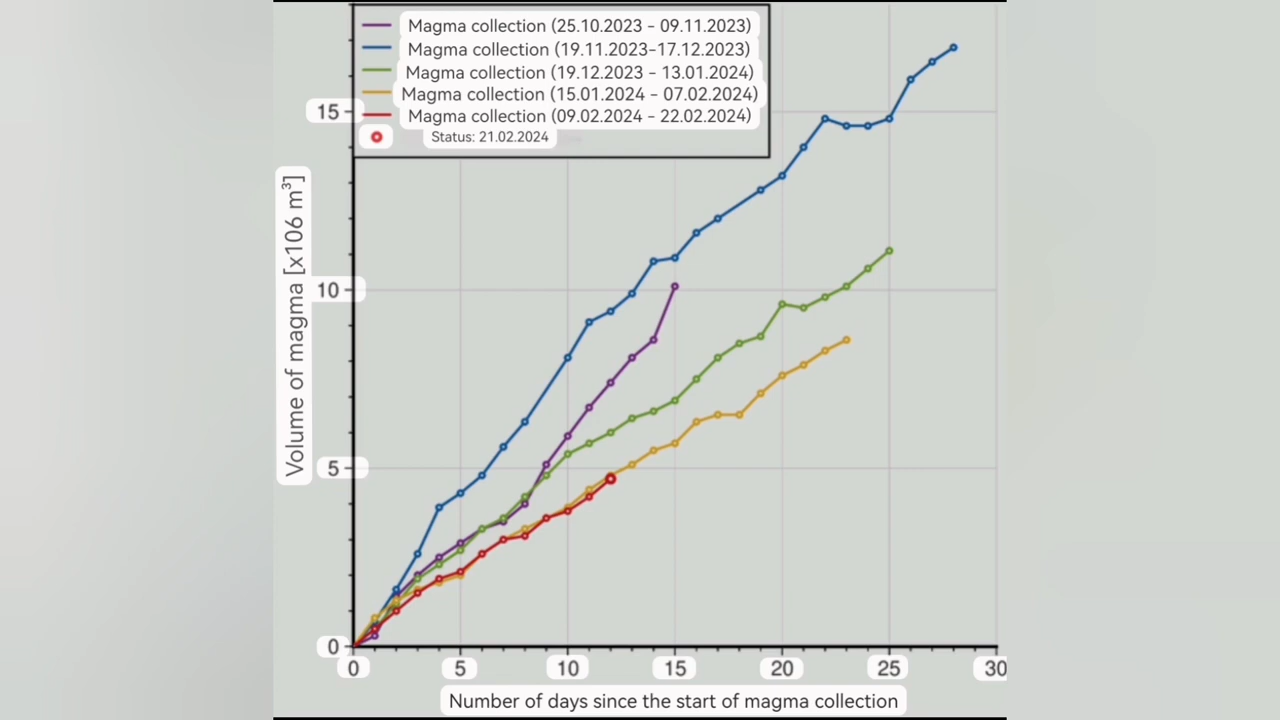 Magma collection (25.10.2023 - 09.11.2023)
Magma collection (19.11.2023-17.12.2023)
Magma collection (19.12.2023 - 13.01.2024)
Magma collection (15.01.2024 - 07.02.2024)
Magma collection (09.02.2024 - 22.02.2024)
Status: 21.02.2024
15
10
5
0
Volume of magma [x106 m³]
0 5 10 15 20 25 30
Number of days since the start of magma collection